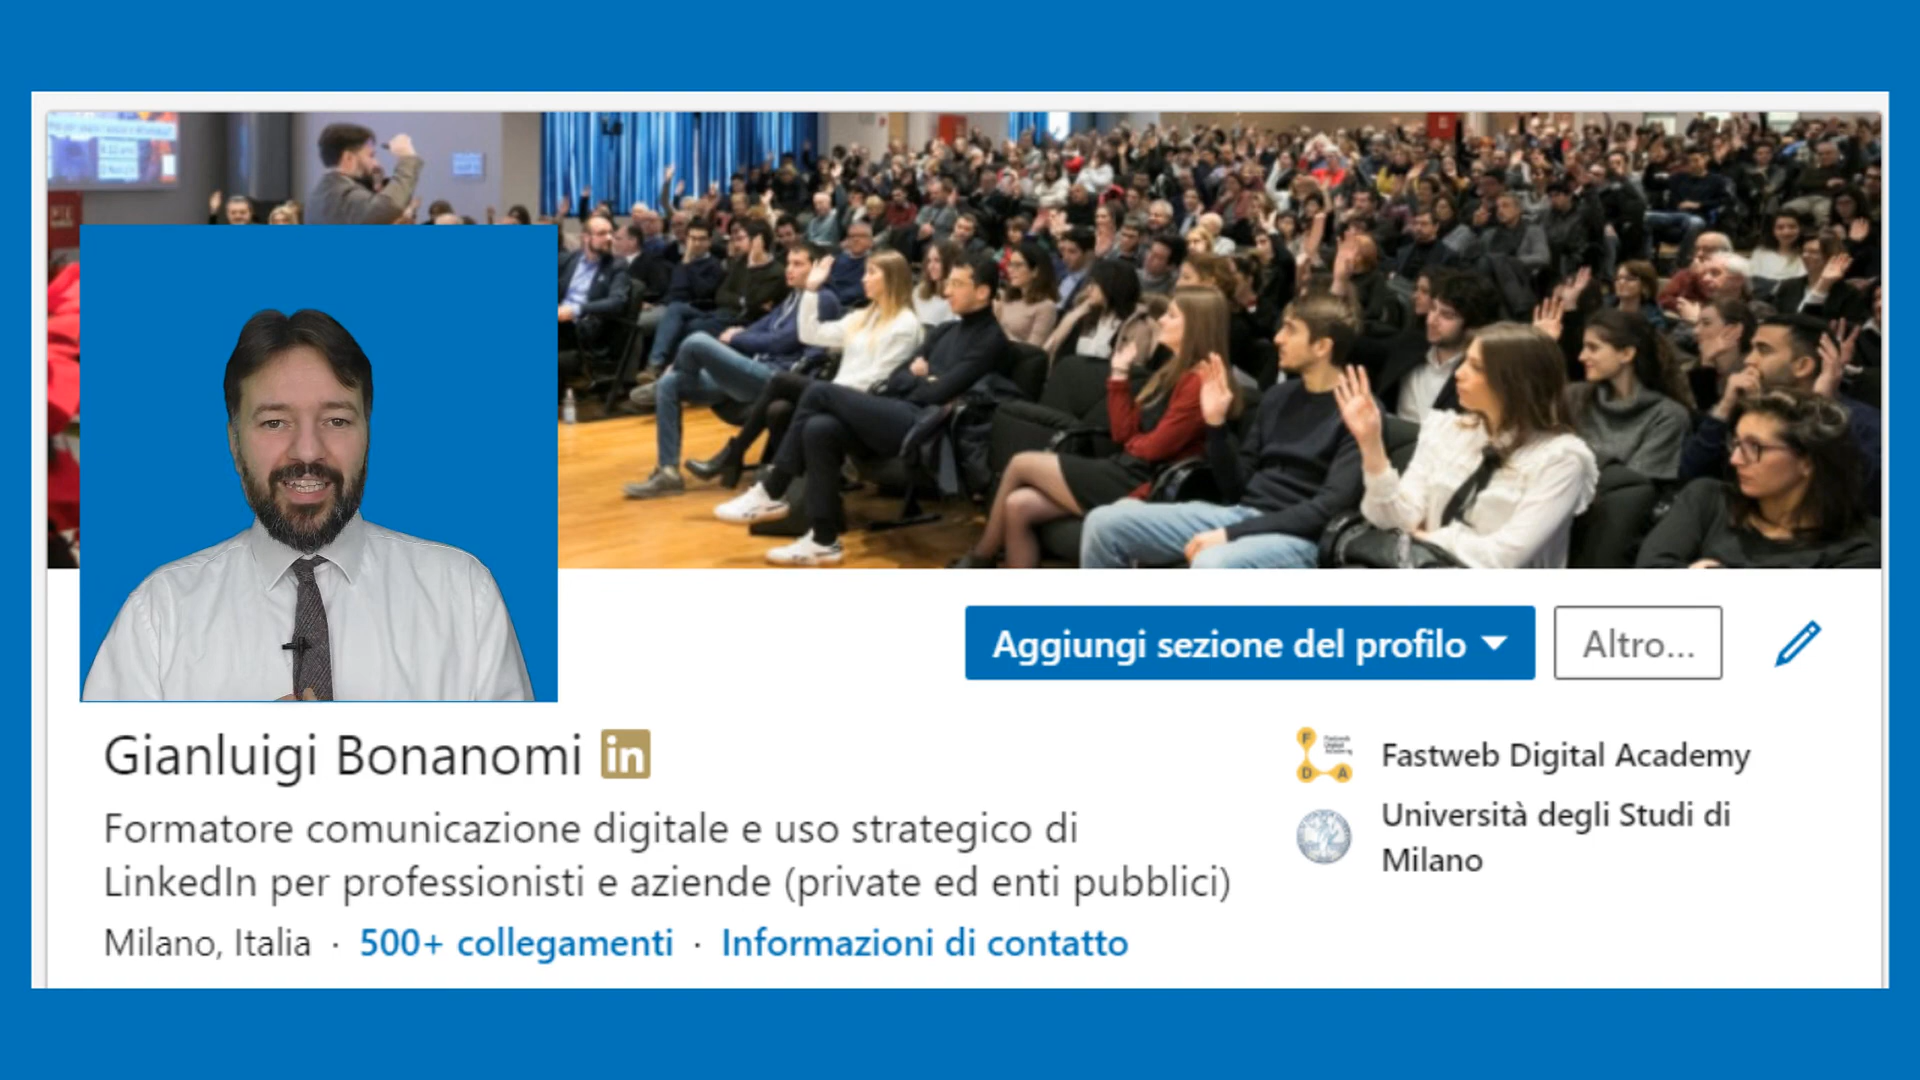 Aggiungi sezione del profilo
Altro...
Gianluigi Bonanomi in
Formatore comunicazione digitale e uso strategico di
LinkedIn per professionisti e aziende (private ed enti pubblici)
Milano, Italia · 500+ collegamenti · Informazioni di contatto
F
D A
Fastweb Digital Academy
Università degli Studi di
Milano